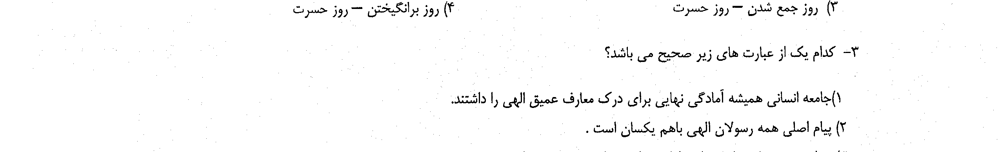 ۳) روز جمع شدن – روز حسرت ۴) روز برانگیختن – روز حسرت
۳- کدام یک از عبارت های زیر صحیح می باشد؟
۱)جامعه انسانی همیشه آمادگی نهایی برای درک معارف عمیق الهی را داشتند.
۲) پیام اصلی همه رسولان الهی باهم یکسان است .